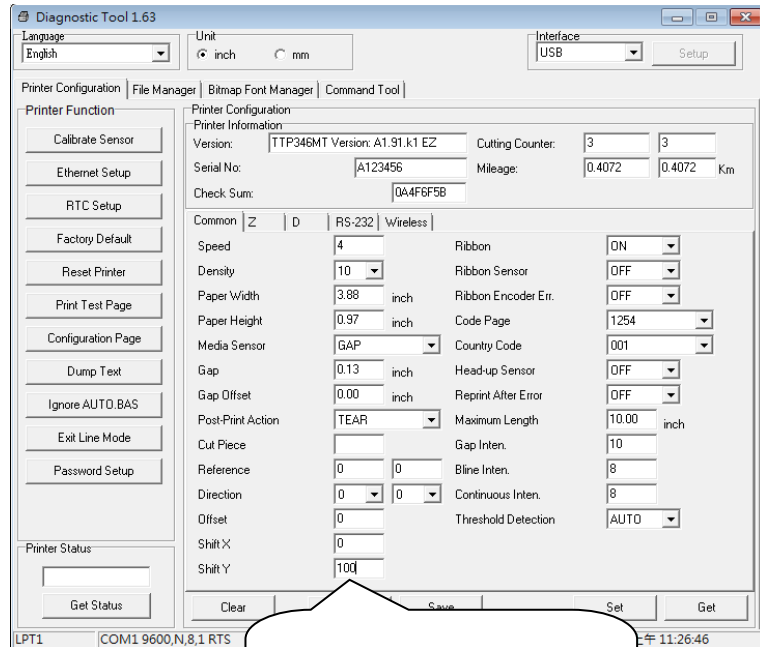 Diagnostic Tool 1.63
Language
English
Unit
inch
mm
Interface
USB
Setup
Printer Configuration
File Manager
Bitmap Font Manager
Command Tool
Printer Function
Calibrate Sensor
Ethernet Setup
RTC Setup
Factory Default
Reset Printer
Print Test Page
Configuration Page
Dump Text
Ignore AUTO.BAS
Exit Line Mode
Password Setup
Printer Status
Get Status
Printer Configuration
Printer Information
Version: TTP346MT Version: A1.91.k1 EZ
Cutting Counter: 3 3
Serial No: A123456
Mileage: 0.4072 0.4072 Km
Check Sum: 0A4F6F5B
Common Z D RS-232 Wireless
Speed 4
Density 10
Paper Width 3.88 inch
Paper Height 0.97 inch
Media Sensor GAP
Gap 0.13 inch
Gap Offset 0.00 inch
Post-Print Action TEAR
Cut Piece
Reference 0 0
Direction 0 0
Offset 0
Shift X 0
Shift Y 100
Ribbon ON
Ribbon Sensor OFF
Ribbon Encoder Err. OFF
Code Page 1254
Country Code 001
Head-up Sensor OFF
Reprint After Error OFF
Maximum Length 10.00 inch
Gap Inten. 10
Bline Inten. 8
Continuous Inten. 8
Threshold Detection AUTO
Clear
Set
Get
LPT1
COM1 9600,N,8,1 RTS
午 11:26:46